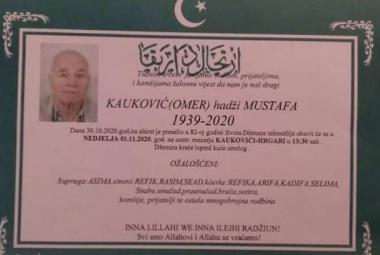 Tužnim srcem javljamo rodbini, prijateljima,
i komšijama žalosnu vijest da nam je naš dragi
KAUKOVIĆ(OMER) hadži MUSTAFA
1939-2020
Dana 30.10.2020 god.na ahiret je preselio u 82-oj godini života.Dženaza rahmetliji obavit će se u
NEDJELJA 01.11.2020. god.na centr. mezarju KAUKOVIĆI-HRGARI u 13:30 sati.
Dženaza kreće ispred kuće umrlog .
OŽALOŠĆENI:
Supruga: ASIMA,sinovi: REFIK,RASIM,SEAD.kćerke:REFIKA,ARIFA,KADIFA,SELIMA,
Snahe,unučad,praunučad,braća,sestra,
komšije, prijatelji te ostala mnogobrojna rodbina
INNA LILLAHI WE INNA ILEJHI RADŽIUN!
Svi smo Allahovi i Allahu se vraćamo!